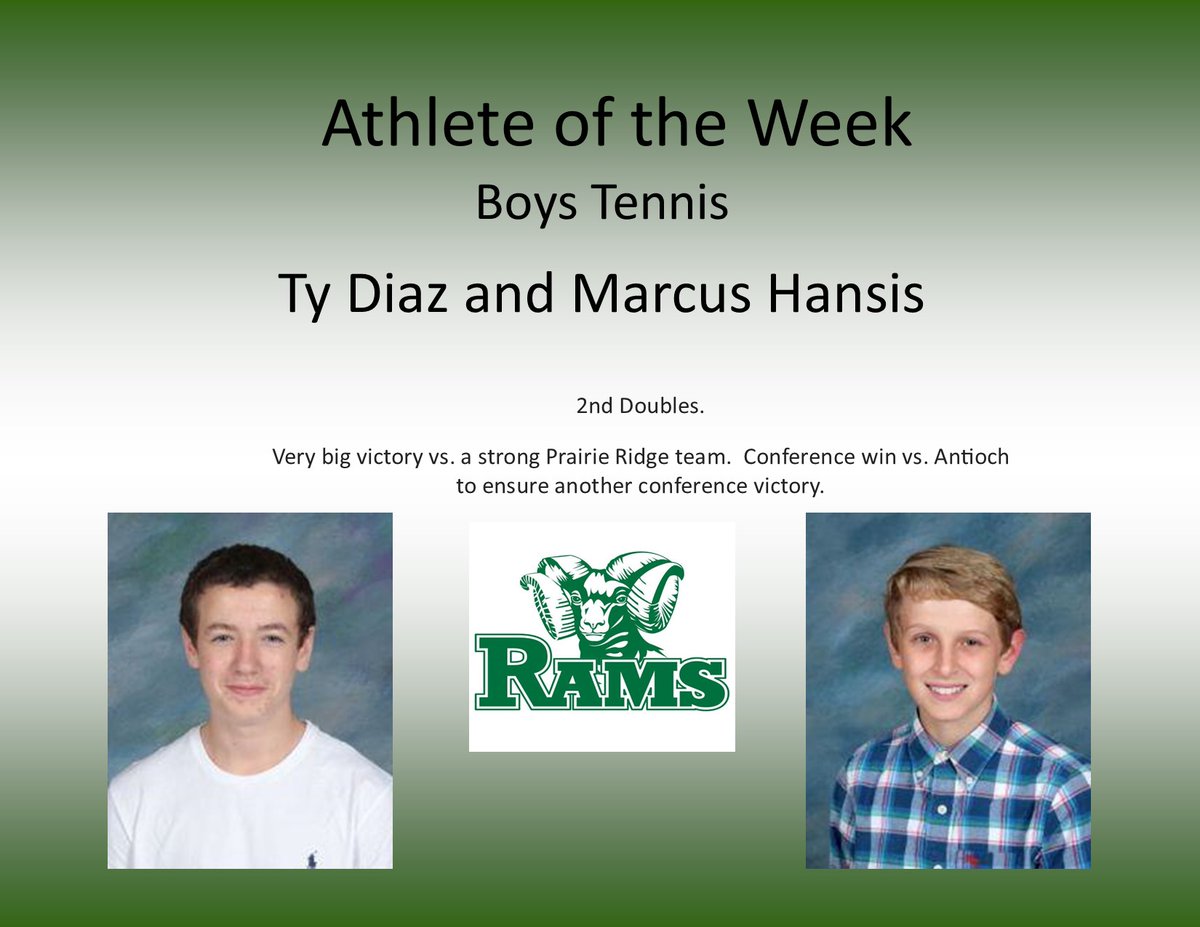 Athlete of the Week
Boys Tennis
Ty Diaz and Marcus Hansis
2nd Doubles.
Very big victory vs. a strong Prairie Ridge team.  Conference win vs. Antioch
to ensure another conference victory.
RAMS